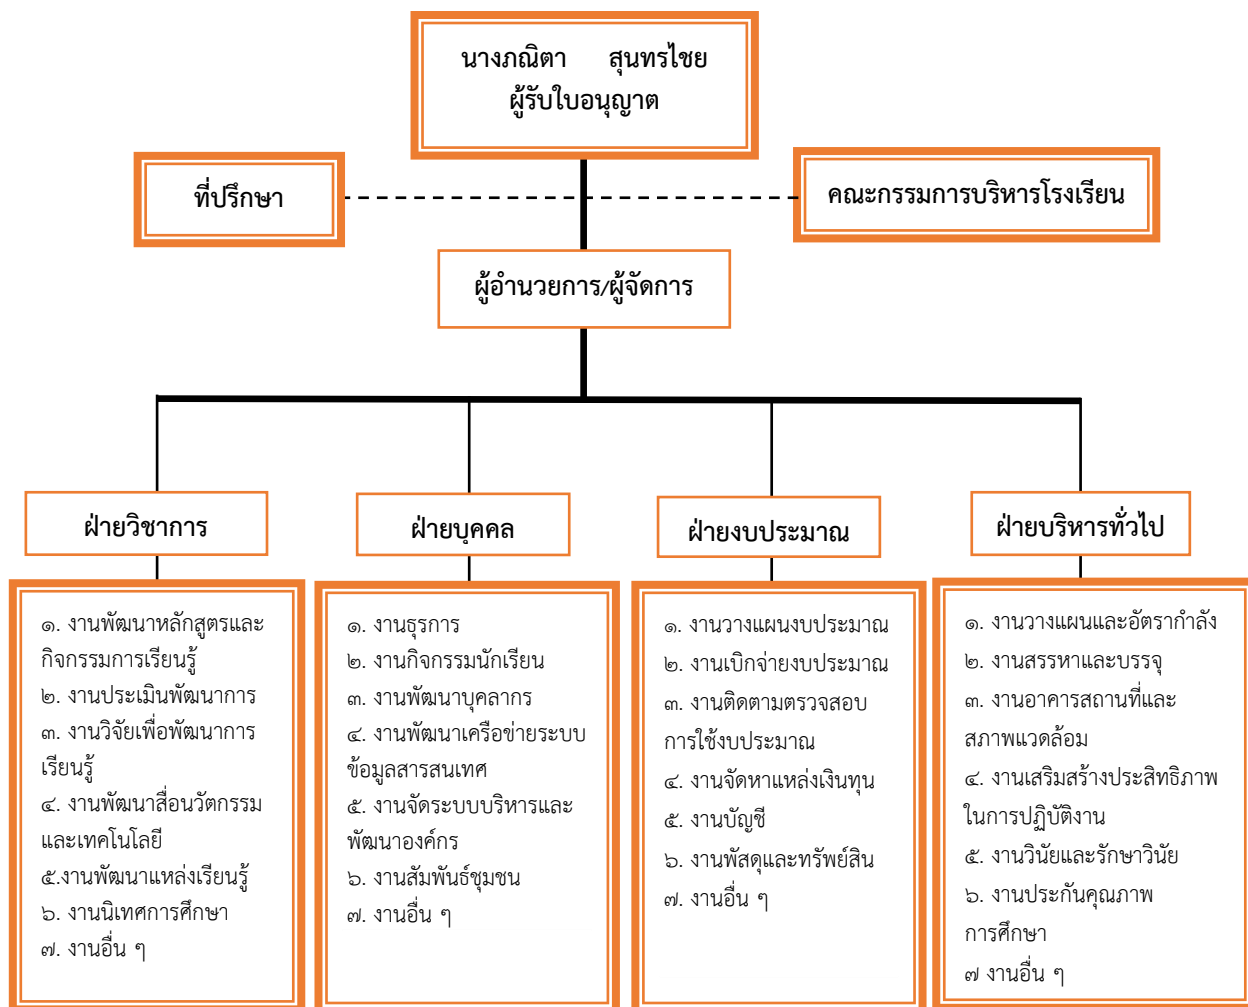 นางภณิตา สุนทรไชย
ผู้รับใบอนุญาต
ที่ปรึกษา
คณะกรรมการบริหารโรงเรียน
ผู้อำนวยการ/ผู้จัดการ
ฝ่ายวิชาการ
ฝ่ายบุคคล
ฝ่ายงบประมาณ
ฝ่ายบริหารทั่วไป
๑. งานพัฒนาหลักสูตรและ
กิจกรรมการเรียนรู้
๒. งานประเมินพัฒนาการ
๓. งานวิจัยเพื่อพัฒนาการ
เรียนรู้
๔. งานพัฒนาสื่อนวัตกรรม
และเทคโนโลยี
๕.งานพัฒนาแหล่งเรียนรู้
๖. งานนิเทศการศึกษา
๗. งานอื่น ๆ
๑. งานธุรการ
๒. งานกิจกรรมนักเรียน
๓. งานพัฒนาบุคลากร
๔. งานพัฒนาเครือข่ายระบบ
ข้อมูลสารสนเทศ
๕. งานจัดระบบบริหารและ
พัฒนาองค์กร
๖. งานสัมพันธ์ชุมชน
๗. งานอื่น ๆ
๑. งานวางแผนงบประมาณ
๒. งานเบิกจ่ายงบประมาณ
๓. งานติดตามตรวจสอบ
การใช้งบประมาณ
๔. งานจัดหาแหล่งเงินทุน
๕. งานบัญชี
๖. งานพัสดุและทรัพย์สิน
๗. งานอื่น ๆ
๑. งานวางแผนและอัตรากำลัง
๒. งานสรรหาและบรรจุ
๓. งานอาคารสถานที่และ
สภาพแวดล้อม
๔. งานเสริมสร้างประสิทธิภาพ
ในการปฏิบัติงาน
๕. งานวินัยและรักษาวินัย
๖. งานประกันคุณภาพ
การศึกษา
๗ งานอื่น ๆ